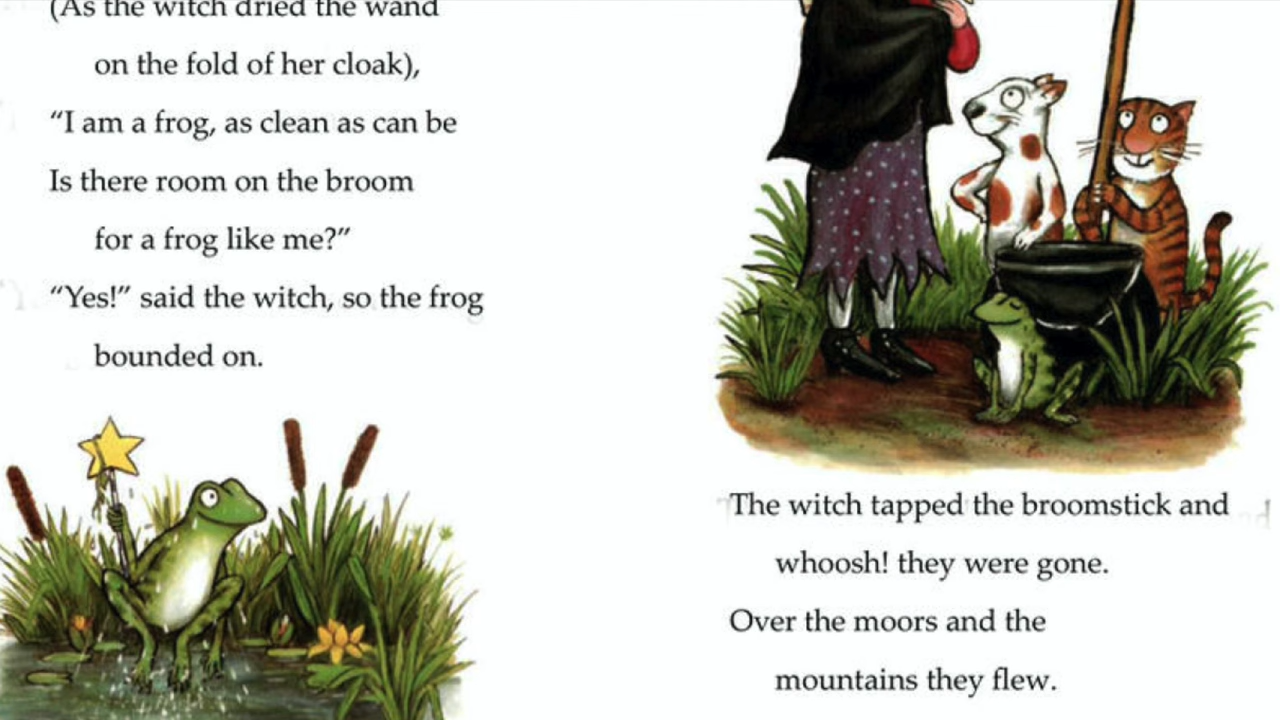 (As the witch dried the wand
on the fold of her cloak),
“I am a frog, as clean as can be
Is there room on the broom
for a frog like me?”
“Yes!” said the witch, so the frog
bounded on.
The witch tapped the broomstick and
whoosh! they were gone.
Over the moors and the
mountains they flew.